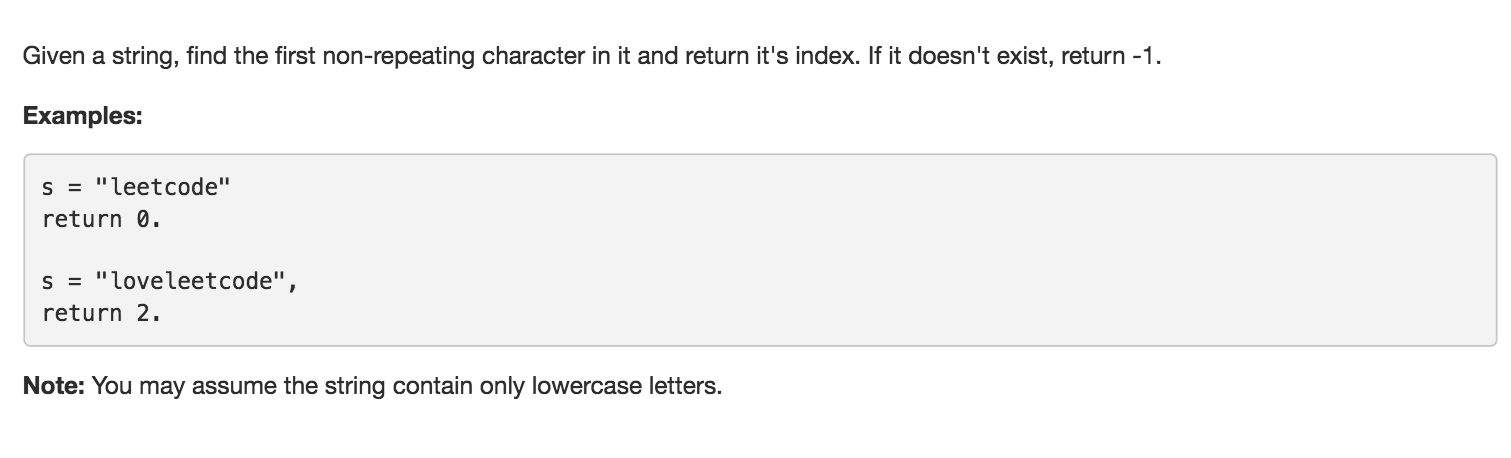 Given a string, find the first non-repeating character in it and return it's index. If it doesn't exist, return -1.
Examples:
s = "leetcode"
return 0.
s = "loveleetcode",
return 2.
Note: You may assume the string contain only lowercase letters.